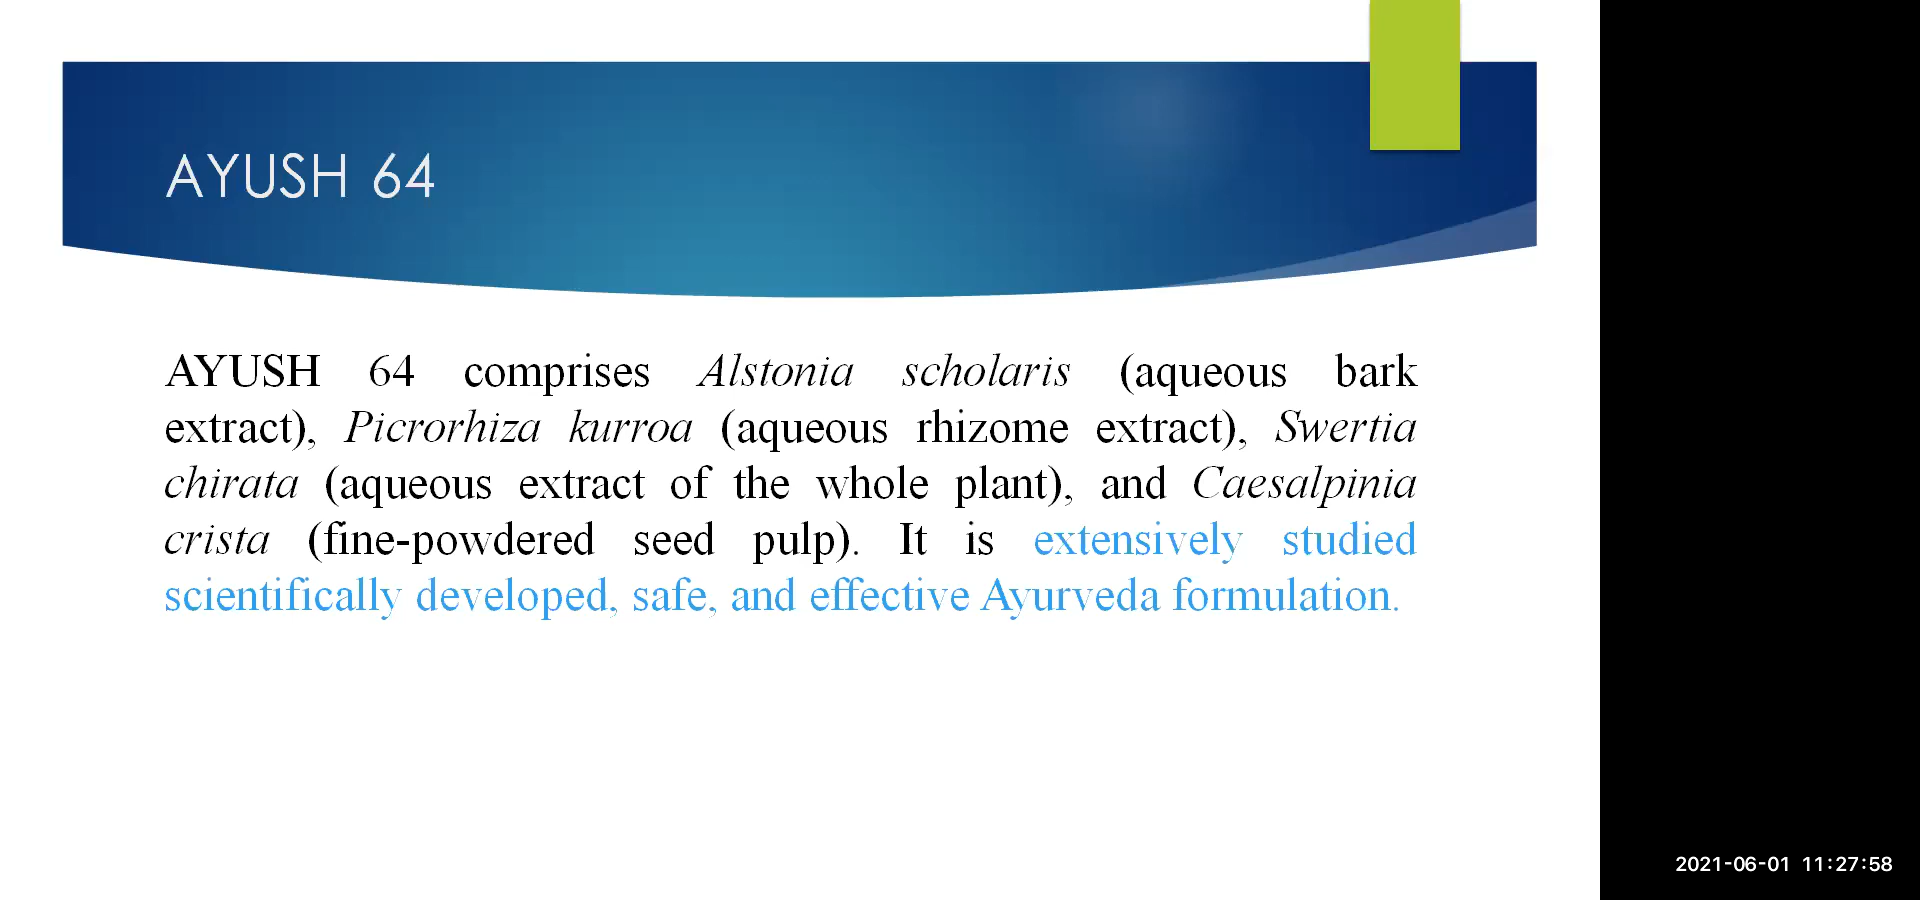 AYUSH 64
AYUSH 64 comprises Alstonia scholaris (aqueous bark
extract), Picrorhiza kurroa (aqueous rhizome extract), Swertia
chirata (aqueous extract of the whole plant), and Caesalpinia
crista (fine-powdered seed pulp). It is extensively studied
scientifically developed, safe, and effective Ayurveda formulation.
2021-06-01 11:27:58